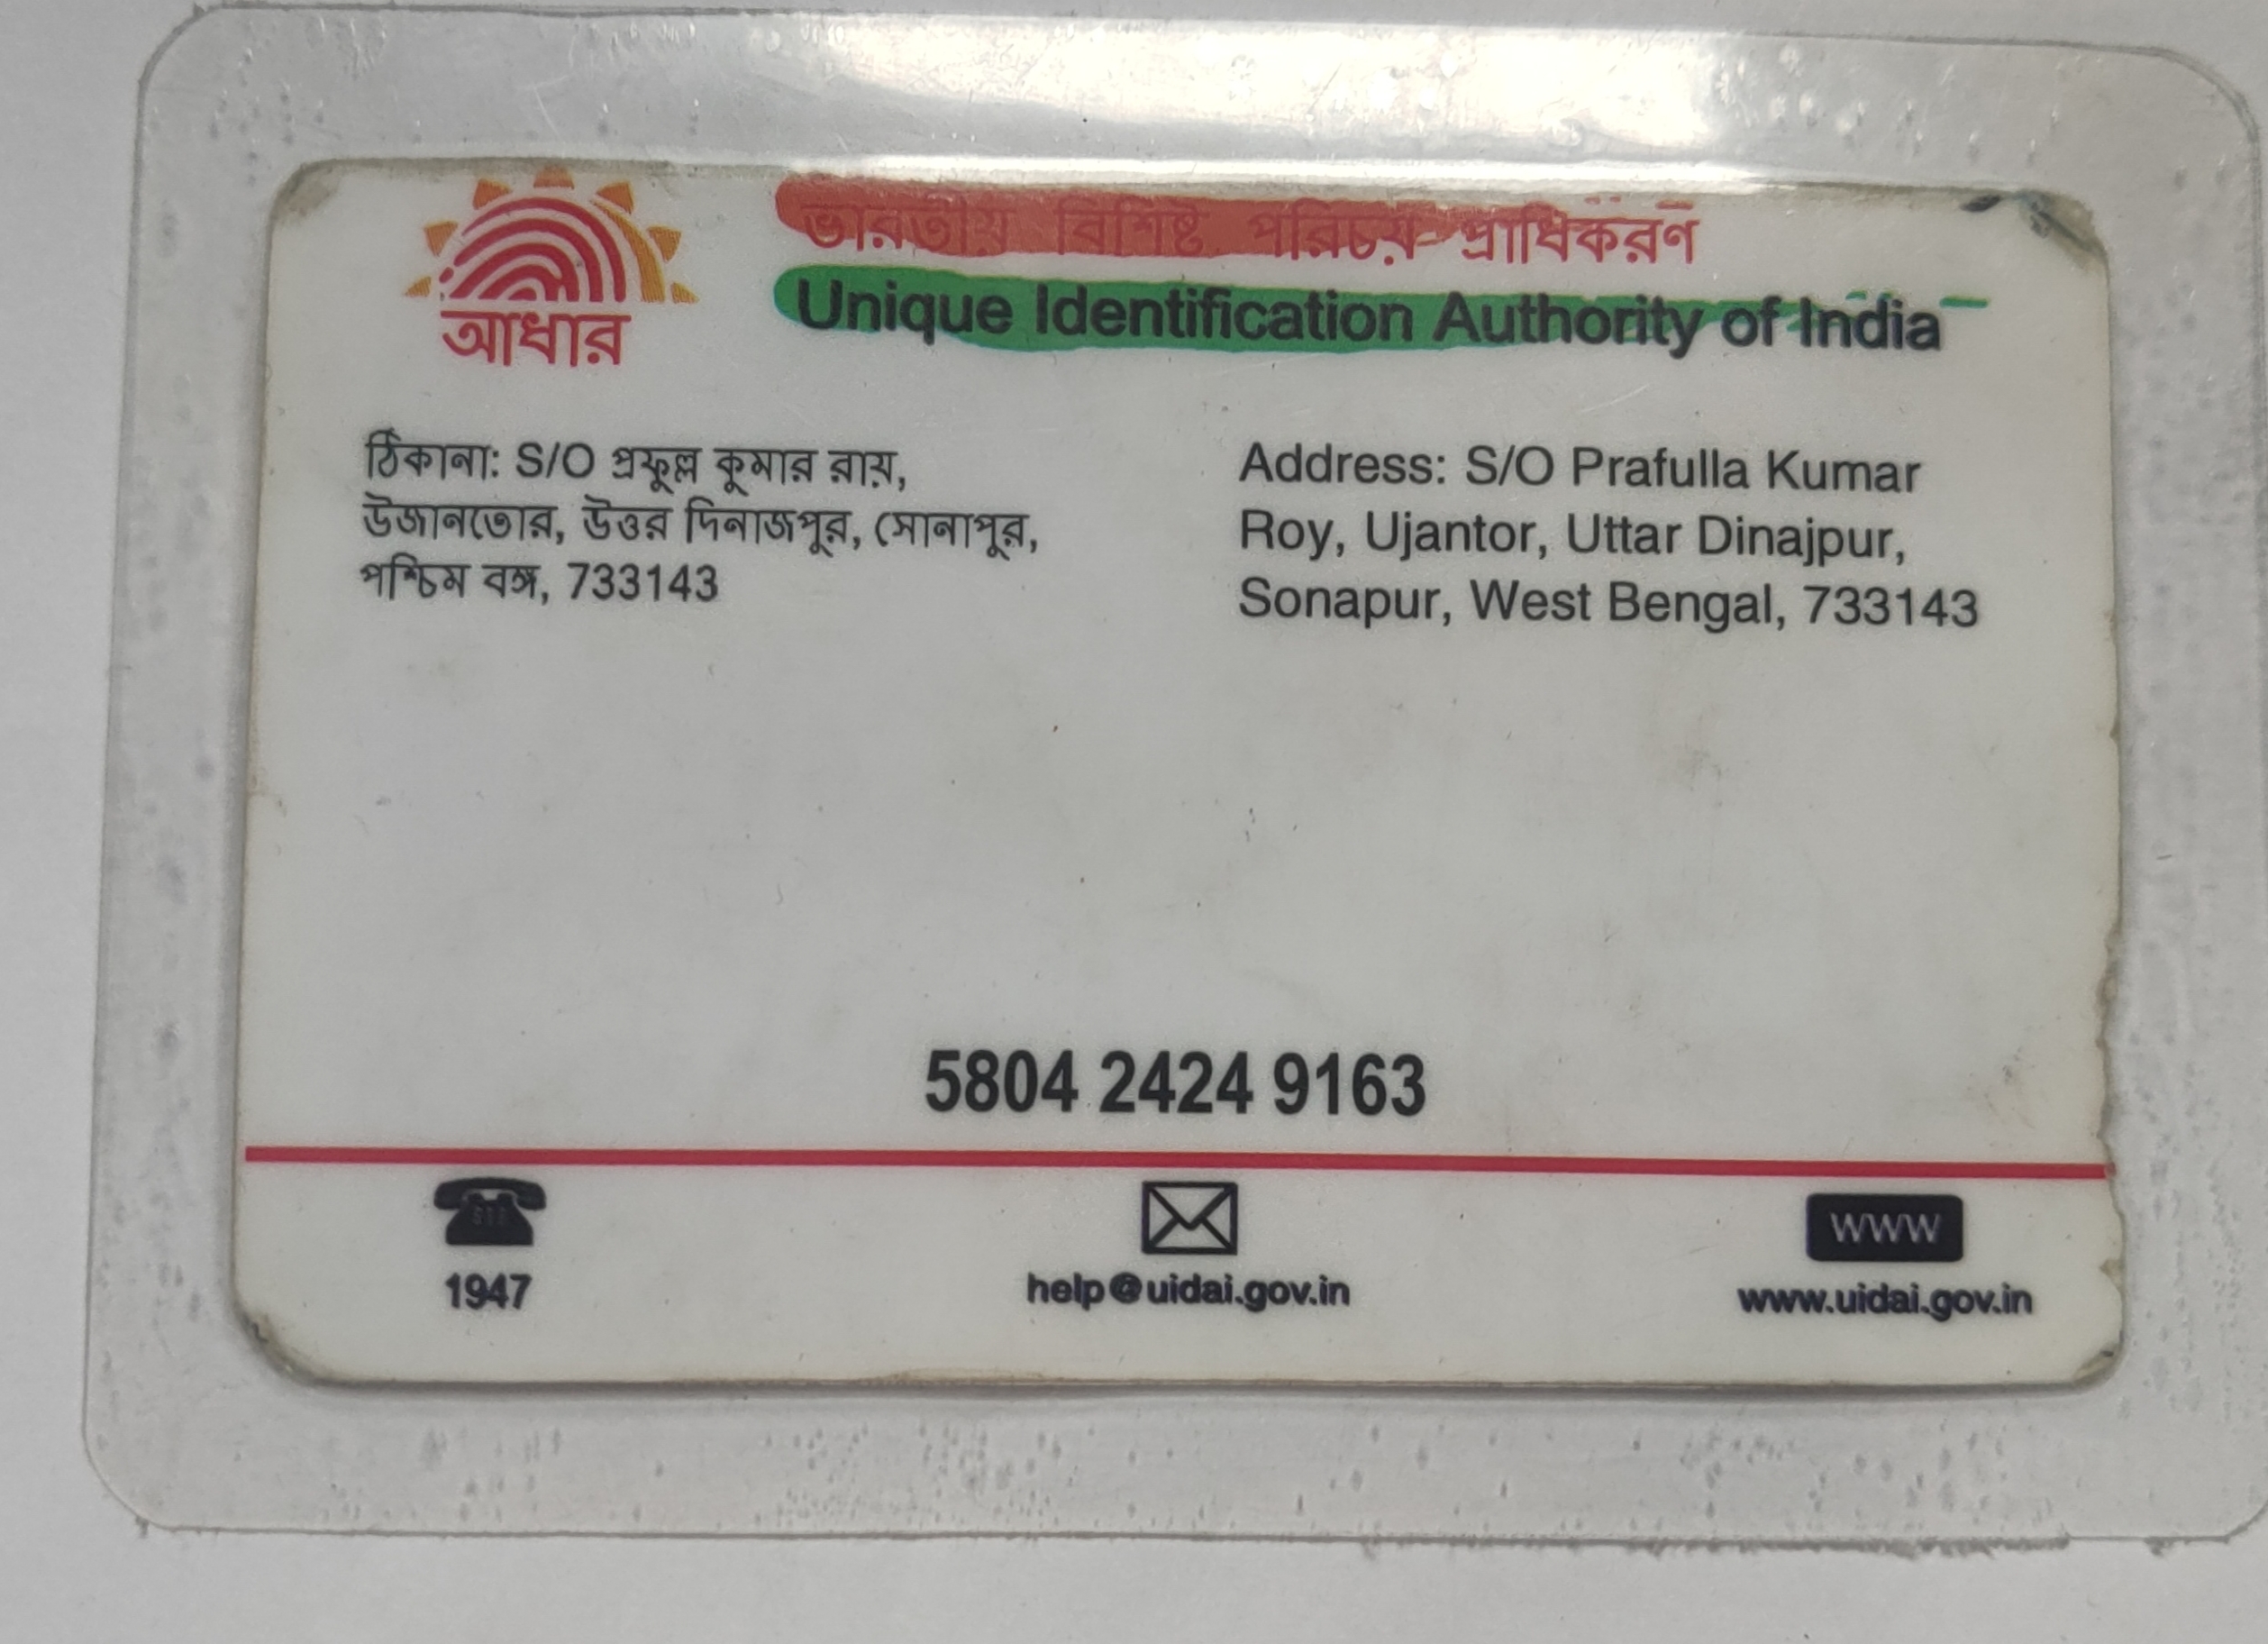 ভারতীয় বিশিষ্ট পরিচয় প্রাধিকরণ
Unique Identification Authority of India
আধার
ঠিকানা: S/O প্রফুল্ল কুমার রায়,
উজানতোর, উত্তর দিনাজপুর, সোনাপুর,
পশ্চিম বঙ্গ, 733143
Address: S/O Prafulla Kumar
Roy, Ujantor, Uttar Dinajpur,
Sonapur, West Bengal, 733143
5804 2424 9163
1947
help@uidai.gov.in
WWW
www.uidai.gov.in